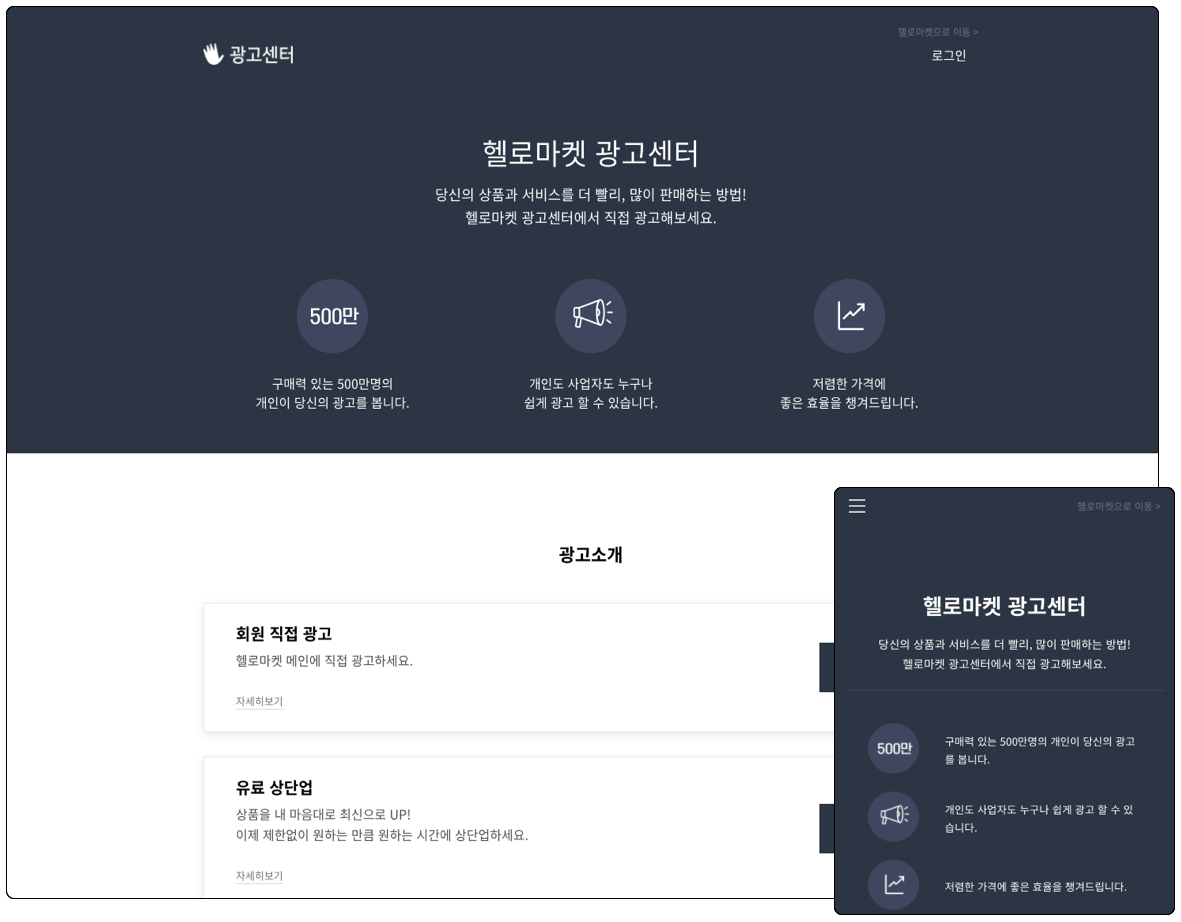 헬로마켓으로 이동 >
광고센터
로그인
헬로마켓 광고센터
당신의 상품과 서비스를 더 빨리, 많이 판매하는 방법!
헬로마켓 광고센터에서 직접 광고해보세요.
500만
구매력 있는 500만명의
개인이 당신의 광고를 봅니다.
개인도 사업자도 누구나
쉽게 광고 할 수 있습니다.
저렴한 가격에
좋은 효율을 챙겨드립니다.
광고소개
회원 직접 광고
헬로마켓 메인에 직접 광고하세요.
자세히보기
유료 상단업
상품을 내 마음대로 최신으로 UP!
이제 제한없이 원하는 만큼 원하는 시간에 상단업하세요.
자세히보기
헬로마켓으로 이동 >
헬로마켓 광고센터
당신의 상품과 서비스를 더 빨리, 많이 판매하는 방법!
헬로마켓 광고센터에서 직접 광고해보세요.
500만
구매력 있는 500만명의 개인이 당신의 광고
를 봅니다.
개인도 사업자도 누구나 쉽게 광고 할 수 있
습니다.
저렴한 가격에 좋은 효율을 챙겨드립니다.